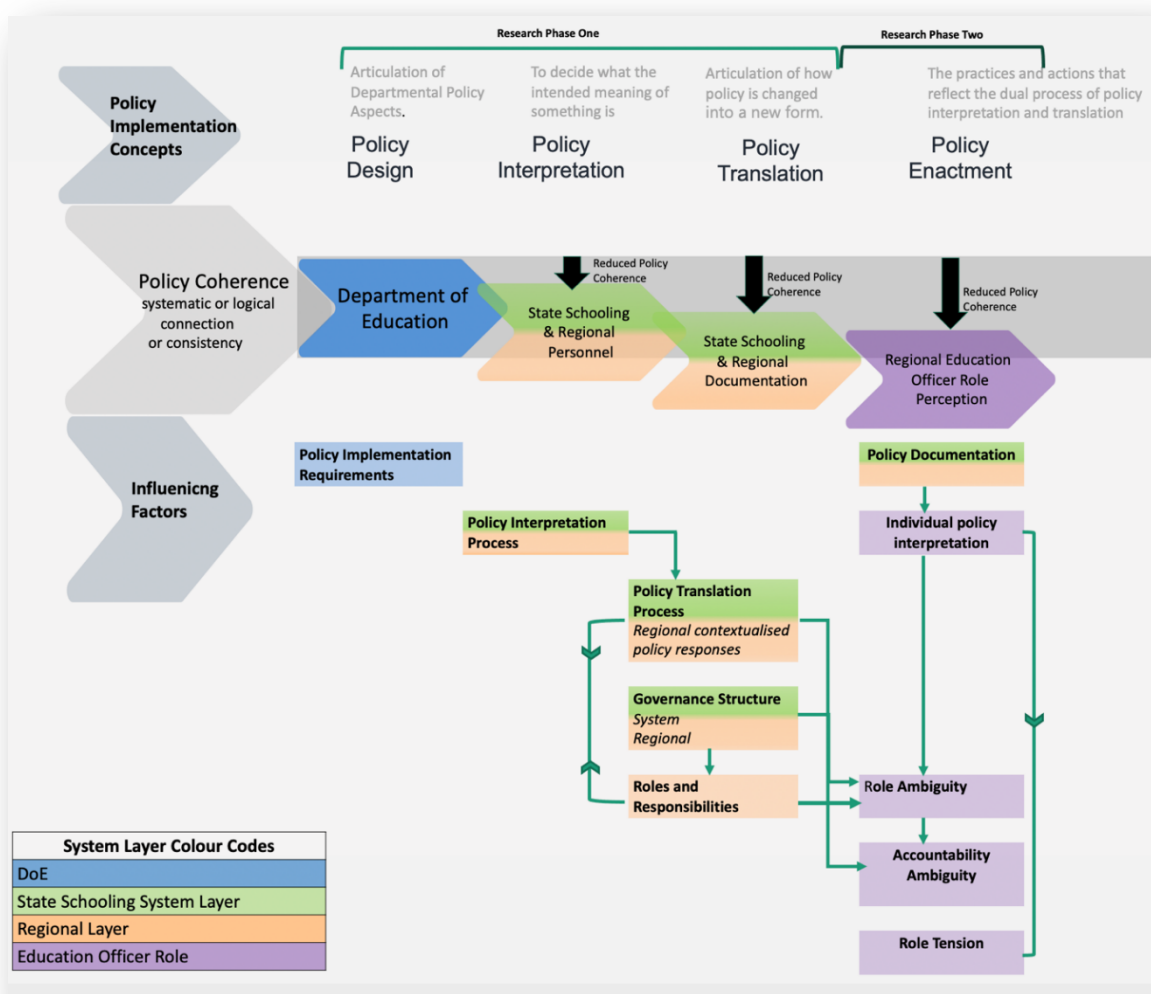 Research Phase One
Research Phase Two
Articulation of
Departmental Policy
Aspects.
To decide what the
intended meaning of
something is
Articulation of how
policy is changed
into a new form.
The practices and actions that
reflect the dual process of policy
interpretation and translation
Policy
Implementation
Concepts
Policy
Design
Policy
Interpretation
Policy
Translation
Policy
Enactment
Policy Coherence
systematic or logical
connection
or consistency
Department of
Education
Reduced Policy
Coherence
State Schooling
& Regional
Personnel
Reduced Policy
Coherence
State Schooling
& Regional
Documentation
Reduced Policy
Coherence
Regional Education
Officer Role
Perception
Influenicng
Factors
Policy Implementation
Requirements
Policy Documentation
Policy Interpretation
Process
Individual policy
interpretation
Policy Translation
Process
Regional contextualised
policy responses
Governance Structure
System
Regional
Roles and
Responsibilities
Role Ambiguity
Accountability
Ambiguity
Role Tension
System Layer Colour Codes
DoE
State Schooling System Layer
Regional Layer
Education Officer Role